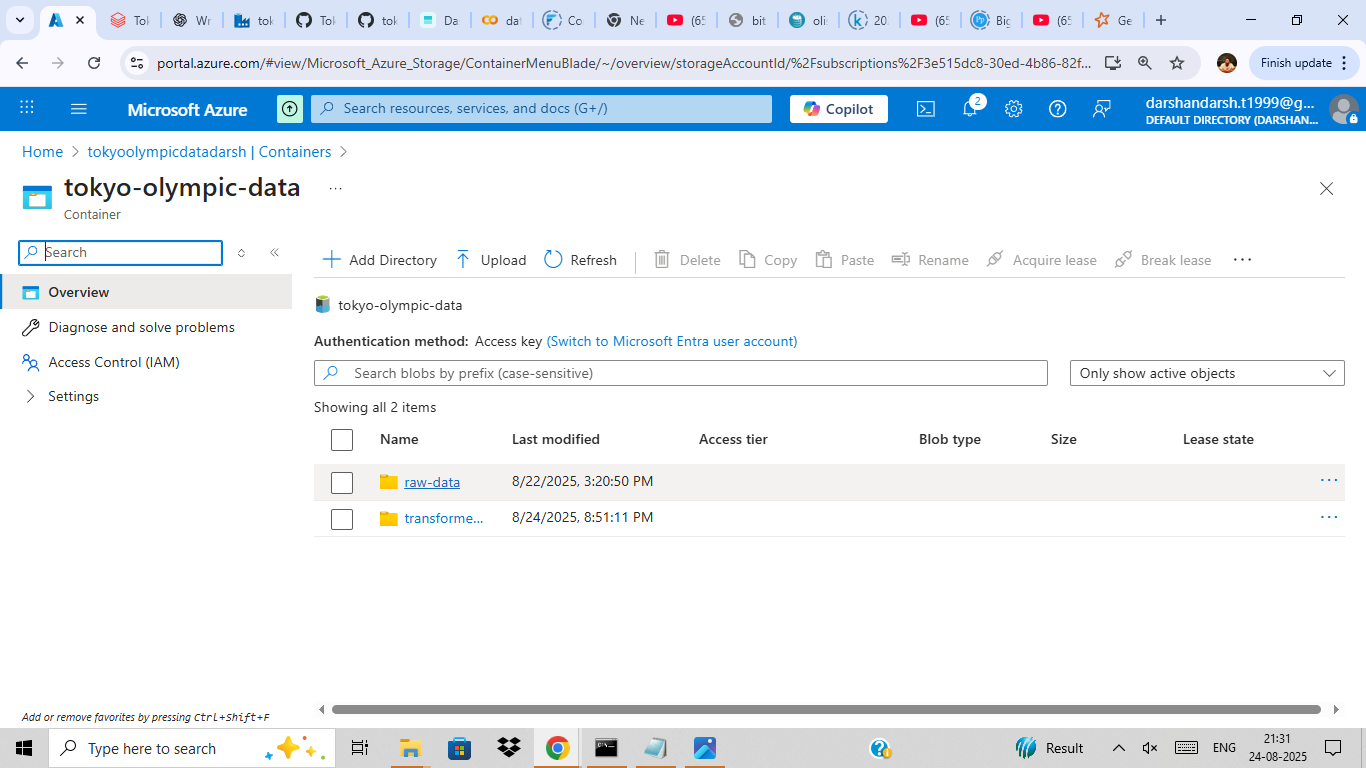 Tok
Wr
tok
Tok
tok
Da
dat
Co
Ne
(65
bit
olis
202
(65
Big
(65
Ge
portal.azure.com/#view/Microsoft_Azure_Storage/ContainerMenuBlade/~/overview/storageAccountId/%2Fsubscriptions%2F3e515dc8-30ed-4b86-82f...
Finish update
Microsoft Azure
Search resources, services, and docs (G+/)
Copilot
2
darshandarsh.t1999@g...
DEFAULT DIRECTORY (DARSHAN...
Home > tokyoolympicdatadarsh | Containers >
tokyo-olympic-data ...
Container
Search
Add Directory Upload Refresh Delete Copy Paste Rename Acquire lease Break lease ...
Overview
Diagnose and solve problems
Access Control (IAM)
Settings
tokyo-olympic-data
Authentication method: Access key (Switch to Microsoft Entra user account)
Search blobs by prefix (case-sensitive)
Only show active objects
Showing all 2 items
Name Last modified Access tier Blob type Size Lease state
raw-data 8/22/2025, 3:20:50 PM ...
transforme... 8/24/2025, 8:51:11 PM ...
Add or remove favorites by pressing Ctrl+Shift+F
Type here to search
Result
ENG
21:31
24-08-2025